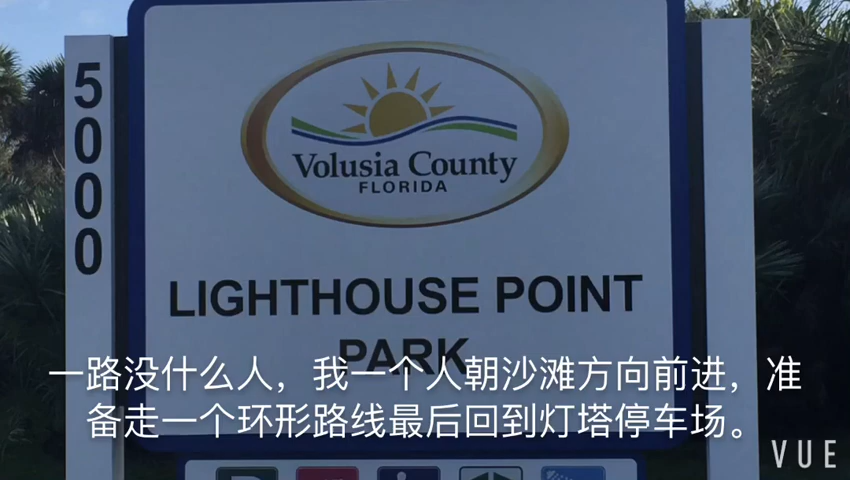 5000
Volusia County
FLORIDA
LIGHTHOUSE POINT
PARK
一路没什么人，我一个人朝沙滩方向前进，准
备走一个环形路线最后回到灯塔停车场。
VUE